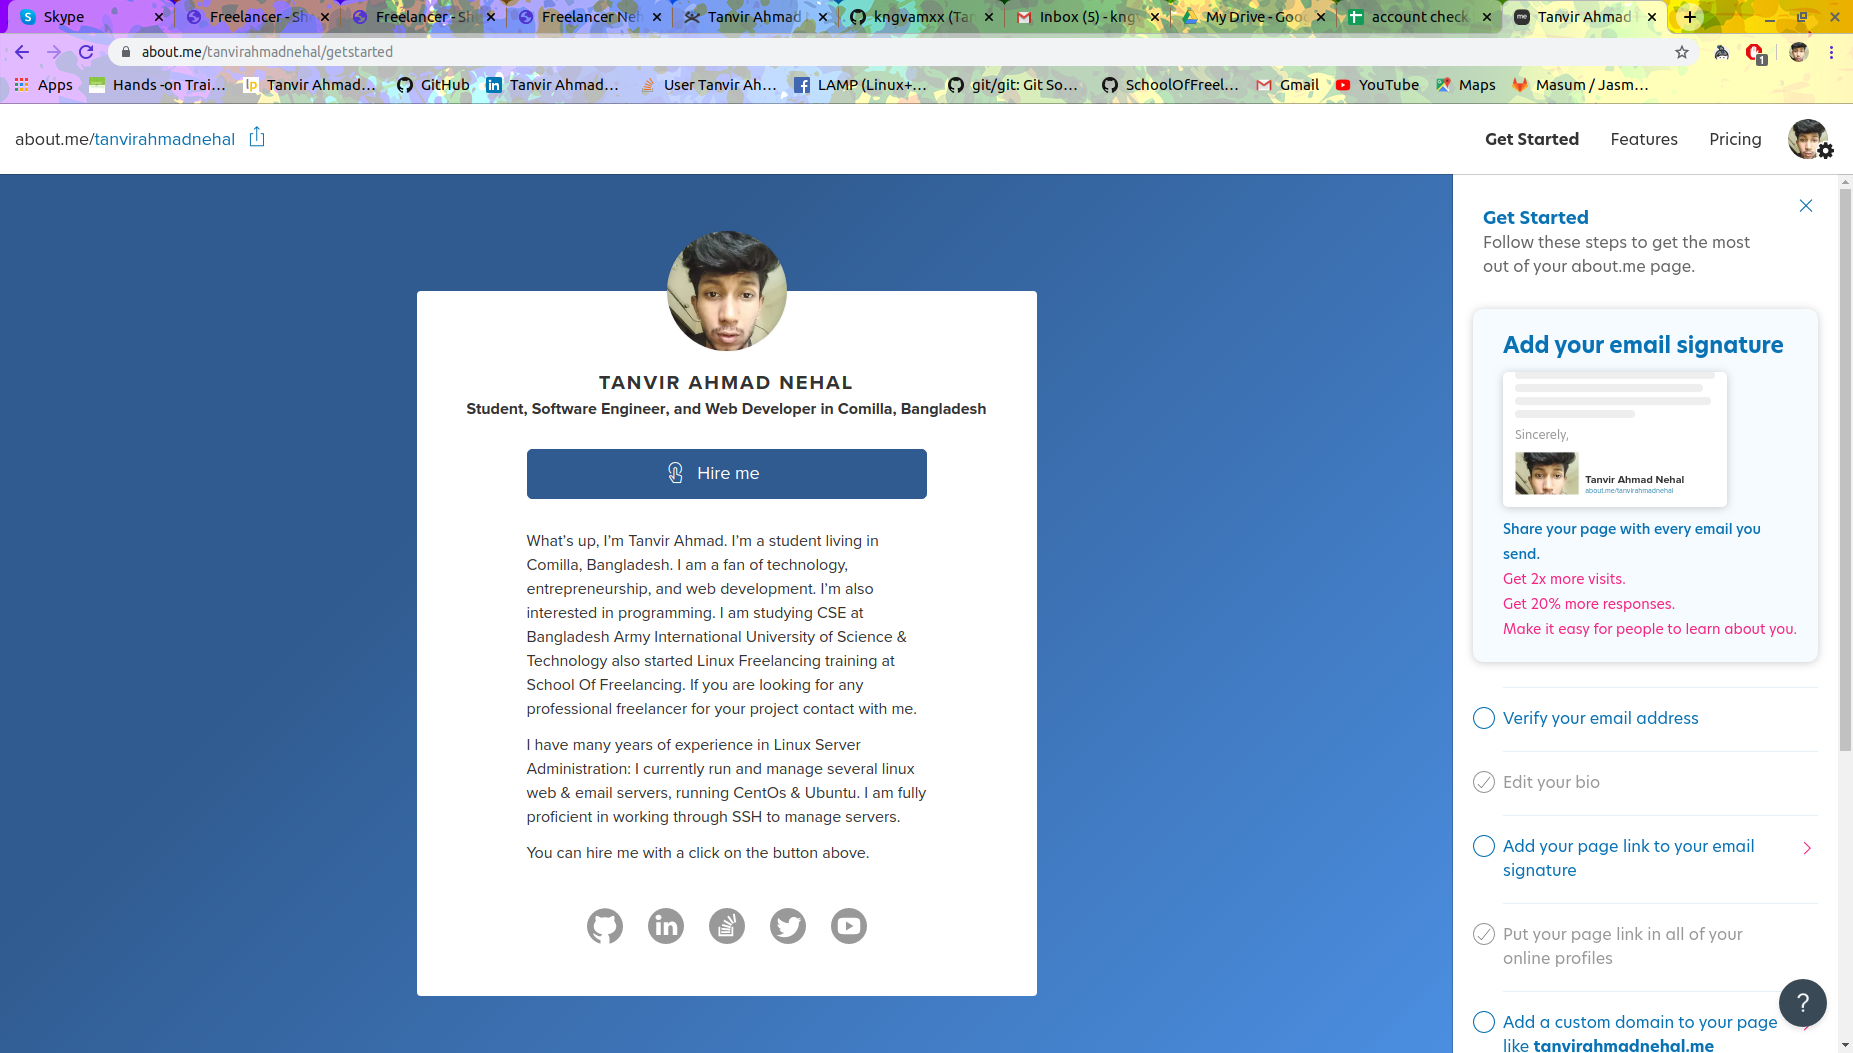 Skype
Freelancer - Sh
Freelancer - Sh
Freelancer Neh
Tanvir Ahmad
kngvamxx (Tan
Inbox (5) - kng
My Drive - Goo
account check
Tanvir Ahmad
about.me/tanvirahmadnehal/getstarted
1
Apps
Hands -on Trai...
Tanvir Ahmad...
GitHub
Tanvir Ahmad...
User Tanvir Ah...
LAMP (Linux+...
git/git: Git So...
SchoolOfFreel...
Gmail
YouTube
Maps
Masum / Jasm...
about.me/tanvirahmadnehal
Get Started
Features
Pricing
TANVIR AHMAD NEHAL
Student, Software Engineer, and Web Developer in Comilla, Bangladesh
Hire me
What's up, I'm Tanvir Ahmad. I'm a student living in
Comilla, Bangladesh. I am a fan of technology,
entrepreneurship, and web development. I'm also
interested in programming. I am studying CSE at
Bangladesh Army International University of Science &
Technology also started Linux Freelancing training at
School Of Freelancing. If you are looking for any
professional freelancer for your project contact with me.
I have many years of experience in Linux Server
Administration: I currently run and manage several linux
web & email servers, running CentOs & Ubuntu. I am fully
proficient in working through SSH to manage servers.
You can hire me with a click on the button above.
Get Started
Follow these steps to get the most
out of your about.me page.
Add your email signature
Sincerely,
Tanvir Ahmad Nehal
about.me/tanvirahmadnehal
Share your page with every email you
send.
Get 2x more visits.
Get 20% more responses.
Make it easy for people to learn about you.
Verify your email address
Edit your bio
Add your page link to your email
signature
Put your page link in all of your
online profiles
Add a custom domain to your page
like tanvirahmadnehal.me
?